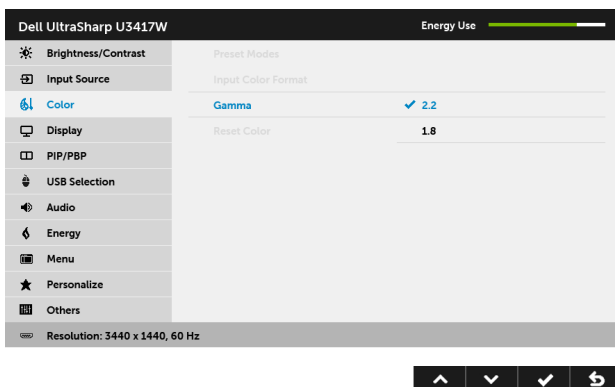 Dell UltraSharp U3417W
Energy Use
Brightness/Contrast
Preset Modes
Input Source
Input Color Format
Color
Gamma
2.2
Display
Reset Color
1.8
PIP/PBP
USB Selection
Audio
Energy
Menu
Personalize
Others
Resolution: 3440 x 1440, 60 Hz